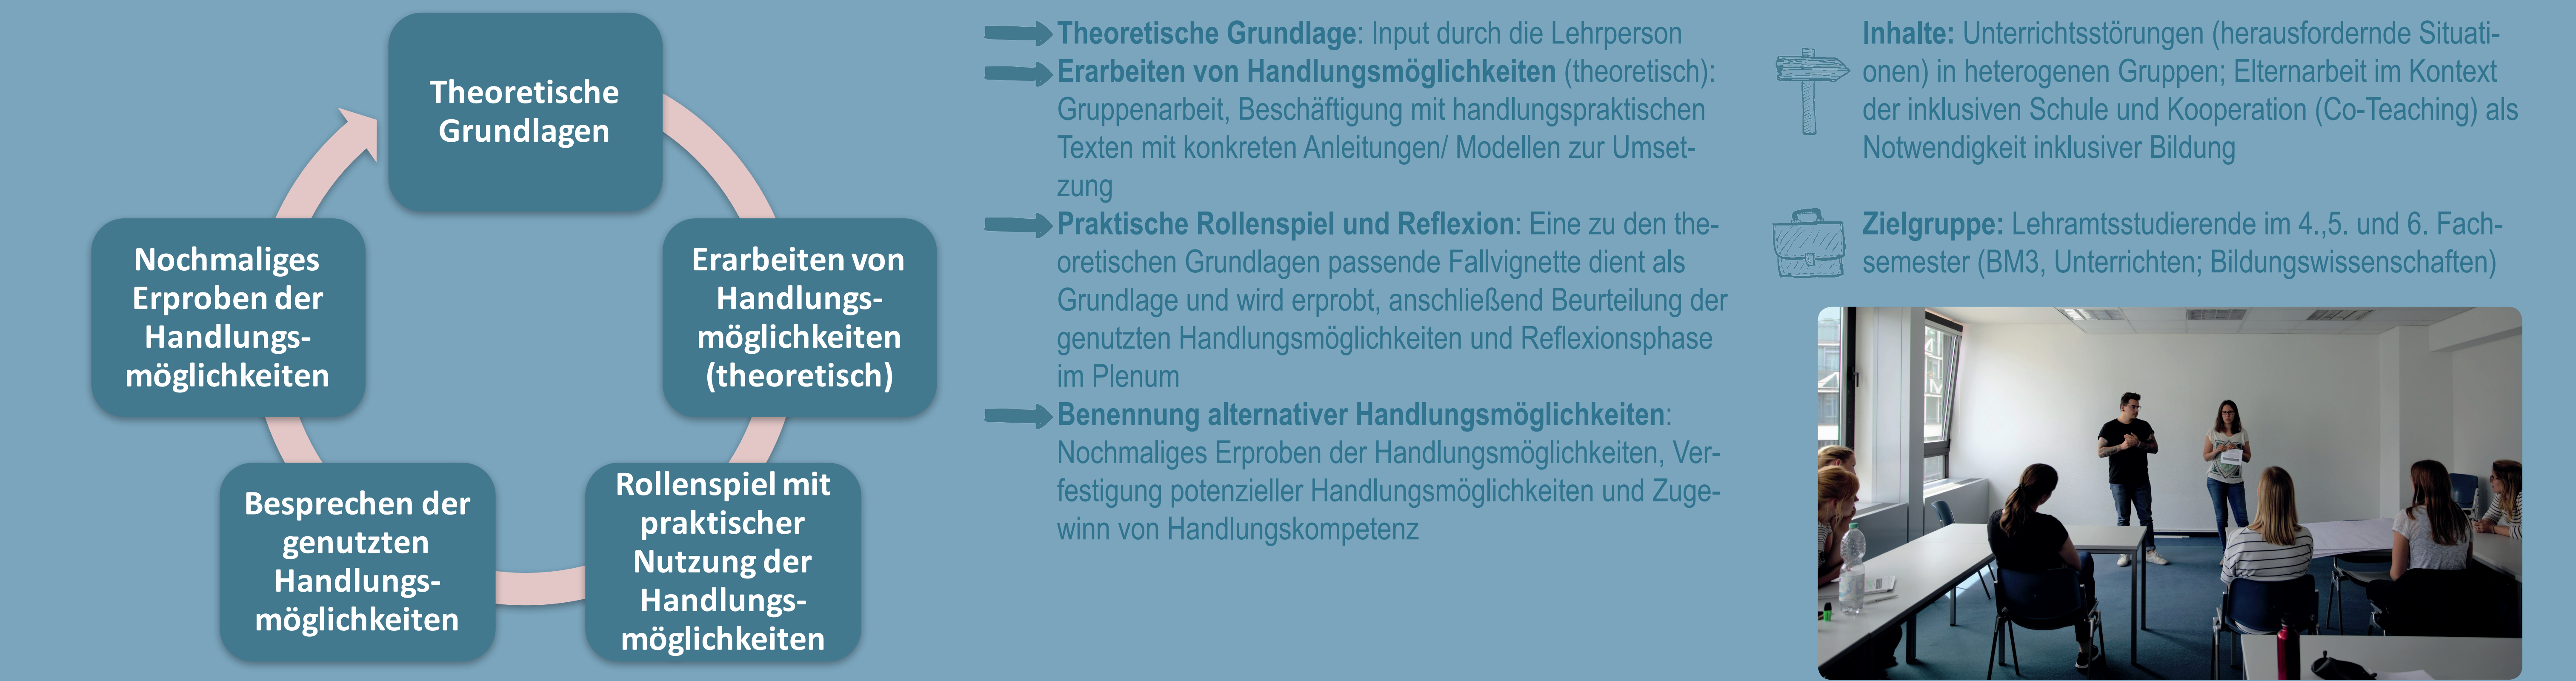 Theoretische
Grundlagen
Erarbeiten von
Handlungs-
möglichkeiten
(theoretisch)
Rollenspiel mit
praktischer
Nutzung der
Handlungs-
möglichkeiten
Besprechen der
genutzten
Handlungs-
möglichkeiten
Nochmaliges
Erproben der
Handlungs-
möglichkeiten
Theoretische Grundlage: Input durch die Lehrperson
Erarbeiten von Handlungsmöglichkeiten (theoretisch):
Gruppenarbeit, Beschäftigung mit handlungspraktischen
Texten mit konkreten Anleitungen/ Modellen zur Umset-
zung
Praktische Rollenspiel und Reflexion: Eine zu den the-
oretischen Grundlagen passende Fallvignette dient als
Grundlage und wird erprobt, anschließend Beurteilung der
genutzten Handlungsmöglichkeiten und Reflexionsphase
im Plenum
Benennung alternativer Handlungsmöglichkeiten:
Nochmaliges Erproben der Handlungsmöglichkeiten, Ver-
festigung potenzieller Handlungsmöglichkeiten und Zuge-
winn von Handlungskompetenz
Inhalte: Unterrichtsstörungen (herausfordernde Situati-
onen) in heterogenen Gruppen; Elternarbeit im Kontext
der inklusiven Schule und Kooperation (Co-Teaching) als
Notwendigkeit inklusiver Bildung
Zielgruppe: Lehramtsstudierende im 4.,5. und 6. Fach-
semester (BM3, Unterrichten; Bildungswissenschaften)